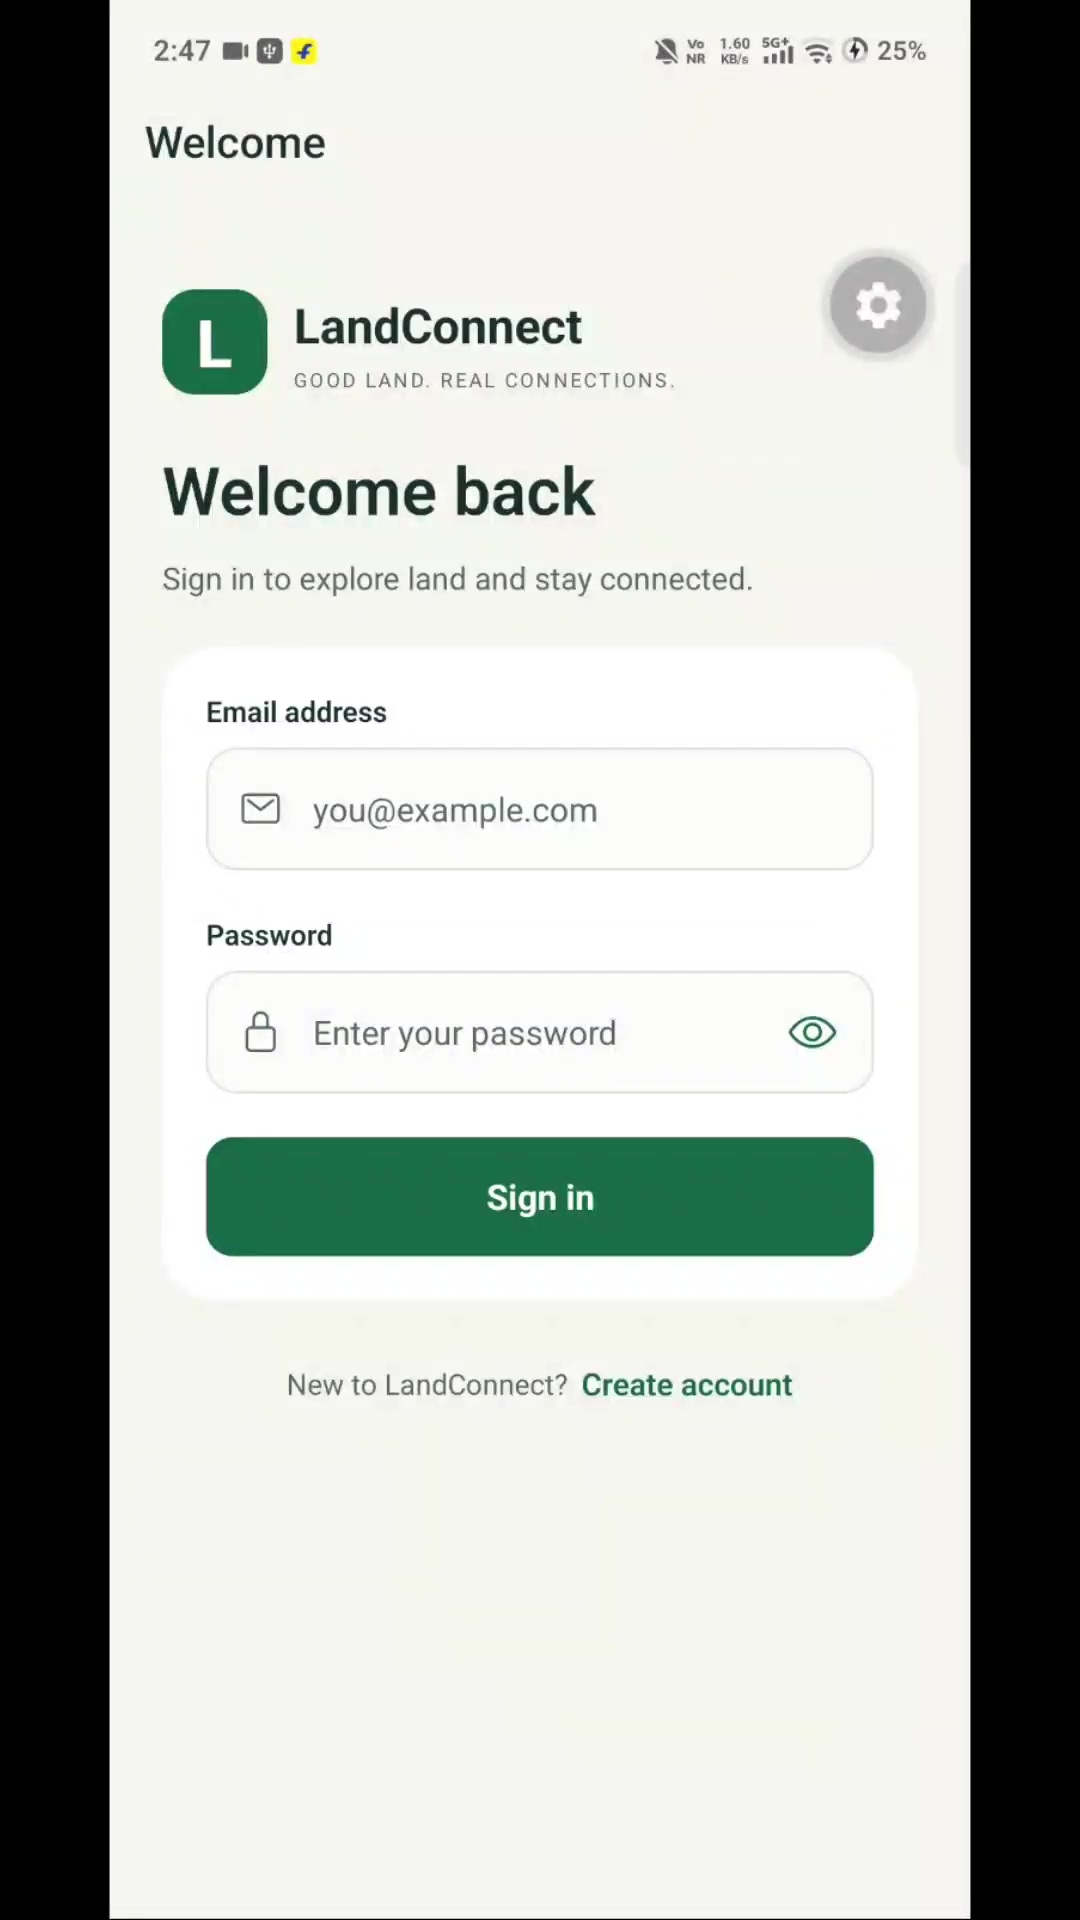 2:47
Vo NR 1.60 KB/s 5G+ 25%
Welcome
L
LandConnect
GOOD LAND. REAL CONNECTIONS.
Welcome back
Sign in to explore land and stay connected.
Email address
you@example.com
Password
Enter your password
Sign in
New to LandConnect? Create account